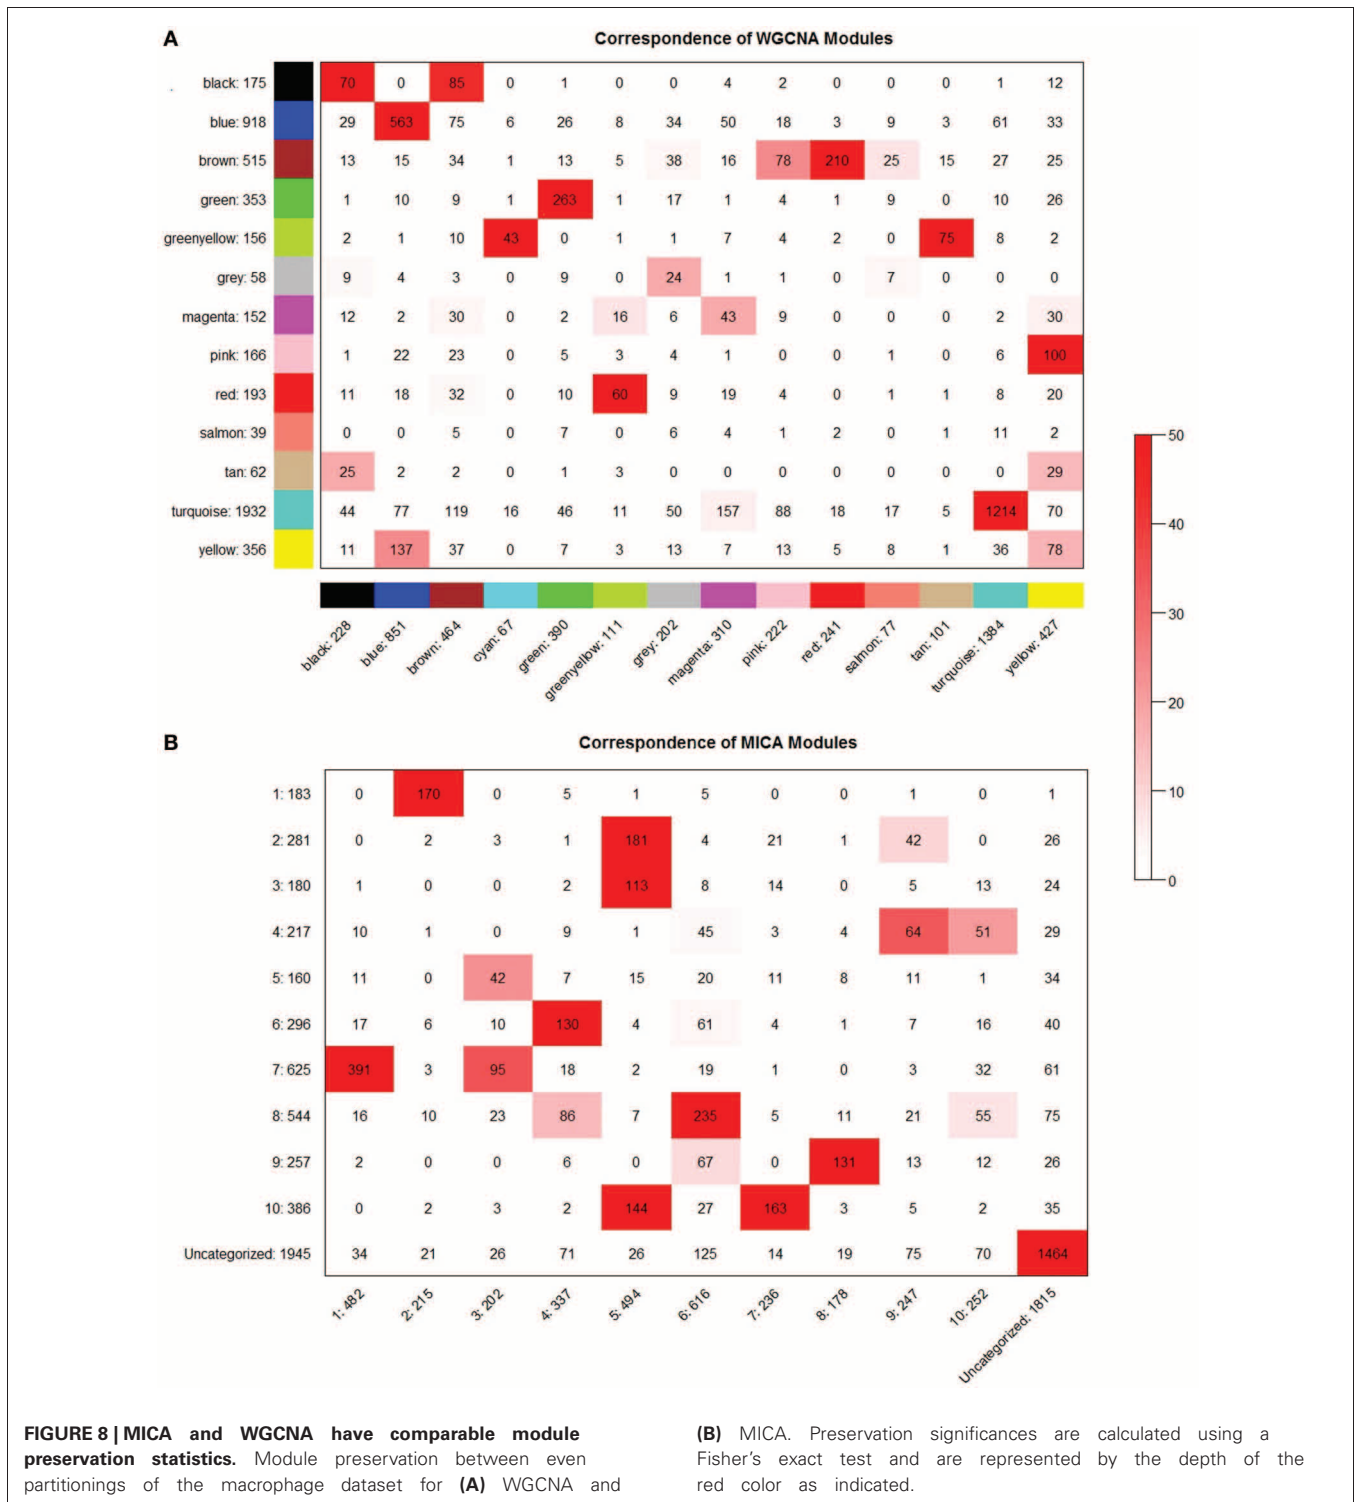 A
Correspondence of WGCNA Modules
black: 175 70 0 85 0 1 0 0 4 2 0 0 0 1 12
blue: 918 29 563 75 6 26 8 34 50 18 3 9 3 61 33
brown: 515 13 15 34 1 13 5 38 16 78 210 25 15 27 25
green: 353 1 10 9 1 263 1 17 1 4 1 9 0 10 26
greenyellow: 156 2 1 10 43 0 1 1 7 4 2 0 75 8 2
grey: 58 9 4 3 0 9 0 24 1 1 0 7 0 0 0
magenta: 152 12 2 30 0 2 16 6 43 9 0 0 0 2 30
pink: 166 1 22 23 0 5 3 4 1 0 0 1 0 6 100
red: 193 11 18 32 0 10 60 9 19 4 0 1 1 8 20
salmon: 39 0 0 5 0 7 0 6 4 1 2 0 1 11 2
tan: 62 25 2 2 0 1 3 0 0 0 0 0 0 0 29
turquoise: 1932 44 77 119 16 46 11 50 157 88 18 17 5 1214 70
yellow: 356 11 137 37 0 7 3 13 7 13 5 8 1 36 78
black: 228 blue: 851 brown: 464 cyan: 67 green: 390 greenyellow: 111 grey: 202 magenta: 310 pink: 222 red: 241 salmon: 77 tan: 101 turquoise: 1384 yellow: 427
50
40
30
20
10
0
B
Correspondence of MICA Modules
1: 183 0 170 0 5 1 5 0 0 1 0 1
2: 281 0 2 3 1 181 4 21 1 42 0 26
3: 180 1 0 0 2 113 8 14 0 5 13 24
4: 217 10 1 0 9 1 45 3 4 64 51 29
5: 160 11 0 42 7 15 20 11 8 11 1 34
6: 296 17 6 10 130 4 61 4 1 7 16 40
7: 625 391 3 95 18 2 19 1 0 3 32 61
8: 544 16 10 23 86 7 235 5 11 21 55 75
9: 257 2 0 0 6 0 67 0 131 13 12 26
10: 386 0 2 3 2 144 27 163 3 5 2 35
Uncategorized: 1945 34 21 26 71 26 125 14 19 75 70 1464
1: 482 2: 215 3: 202 4: 337 5: 494 6: 616 7: 236 8: 178 9: 247 10: 252 Uncategorized: 1815
FIGURE 8 | MICA and WGCNA have comparable module
preservation statistics. Module preservation between even
partitionings of the macrophage dataset for (A) WGCNA and
(B) MICA. Preservation significances are calculated using a
Fisher's exact test and are represented by the depth of the
red color as indicated.